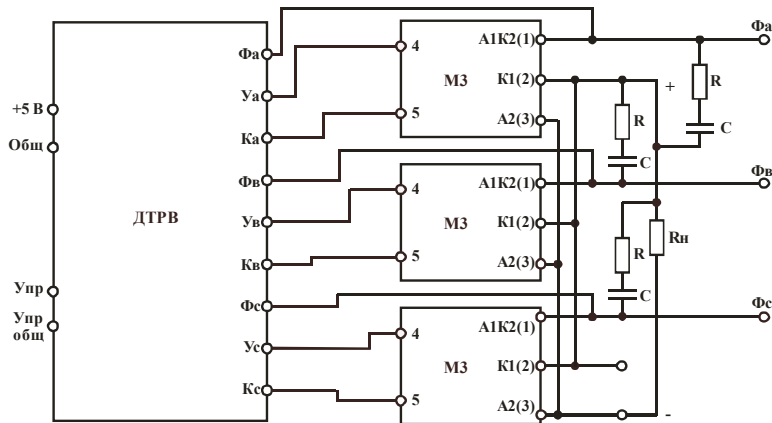 Фа
Уа
Ка
Фв
Ув
Кв
Фс
Ус
Кс
+5 В
Общ
Упр
Упр
общ
ДТРВ
4
5
М3
А1К2(1)
К1(2)
А2(3)
4
5
М3
А1К2(1)
К1(2)
А2(3)
4
5
М3
А1К2(1)
К1(2)
А2(3)
Фа
R
C
+
R
C
Фв
R
C
Rн
Фс
-